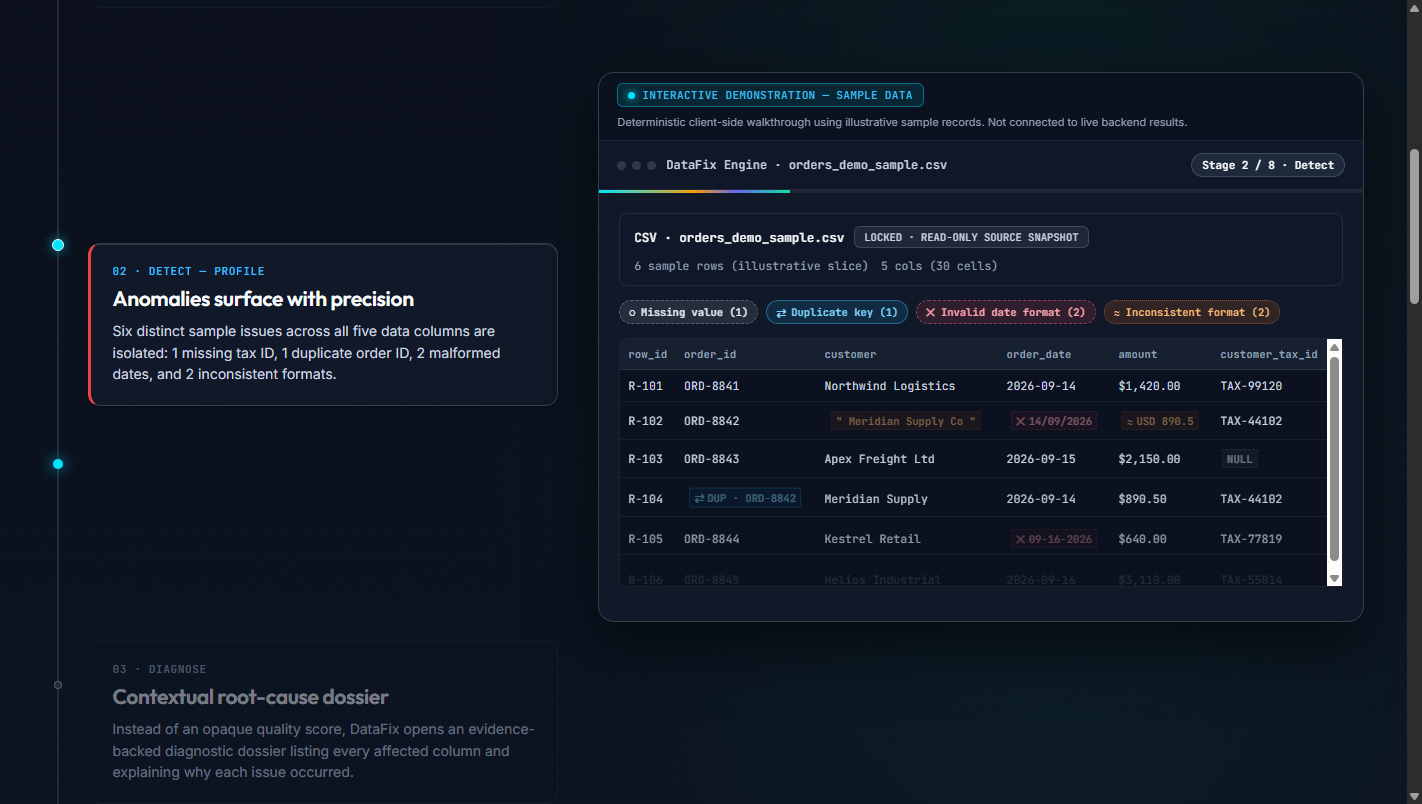 02 · DETECT — PROFILE
Anomalies surface with precision
Six distinct sample issues across all five data columns are
isolated: 1 missing tax ID, 1 duplicate order ID, 2 malformed
dates, and 2 inconsistent formats.
03 · DIAGNOSE
Contextual root-cause dossier
Instead of an opaque quality score, DataFix opens an evidence-
backed diagnostic dossier listing every affected column and
explaining why each issue occurred.
INTERACTIVE DEMONSTRATION — SAMPLE DATA
Deterministic client-side walkthrough using illustrative sample records. Not connected to live backend results.
DataFix Engine · orders_demo_sample.csv
Stage 2 / 8 · Detect
CSV · orders_demo_sample.csv LOCKED · READ-ONLY SOURCE SNAPSHOT
6 sample rows (illustrative slice) 5 cols (30 cells)
○ Missing value (1) ⇄ Duplicate key (1) ✕ Invalid date format (2) ≈ Inconsistent format (2)
row_id order_id customer order_date amount customer_tax_id
R-101 ORD-8841 Northwind Logistics 2026-09-14 $1,420.00 TAX-99120
R-102 ORD-8842 " Meridian Supply Co " ✕ 14/09/2026 ≈ USD 890.5 TAX-44102
R-103 ORD-8843 Apex Freight Ltd 2026-09-15 $2,150.00 NULL
R-104 ⇄ DUP · ORD-8842 Meridian Supply 2026-09-14 $890.50 TAX-44102
R-105 ORD-8844 Kestrel Retail ✕ 09-16-2026 $640.00 TAX-77819
R-106 ORD-8845 Helios Industrial 2026-09-16 $3,110.00 TAX-55014